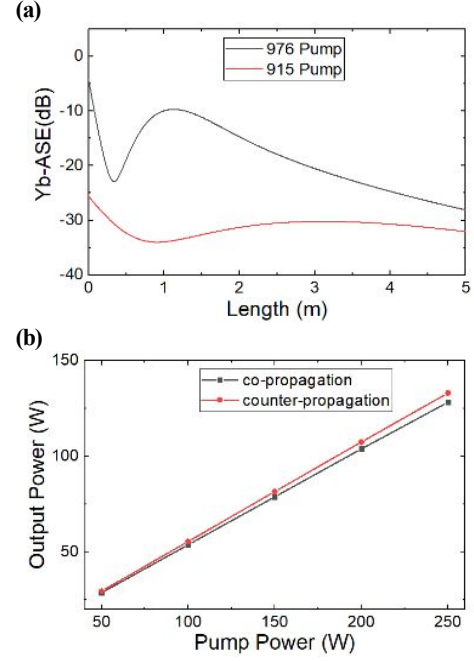 (a)
976 Pump
915 Pump
Yb-ASE(dB)
0
-10
-20
-30
-40
0 1 2 3 4 5
Length (m)
(b)
co-propagation
counter-propagation
Output Power (W)
150
100
50
50 100 150 200 250
Pump Power (W)